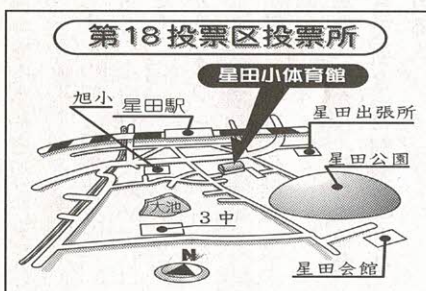 第18投票区投票所
星田小体育館
旭小
星田駅
星田出張所
星田公園
大池
3中
星田会館
N